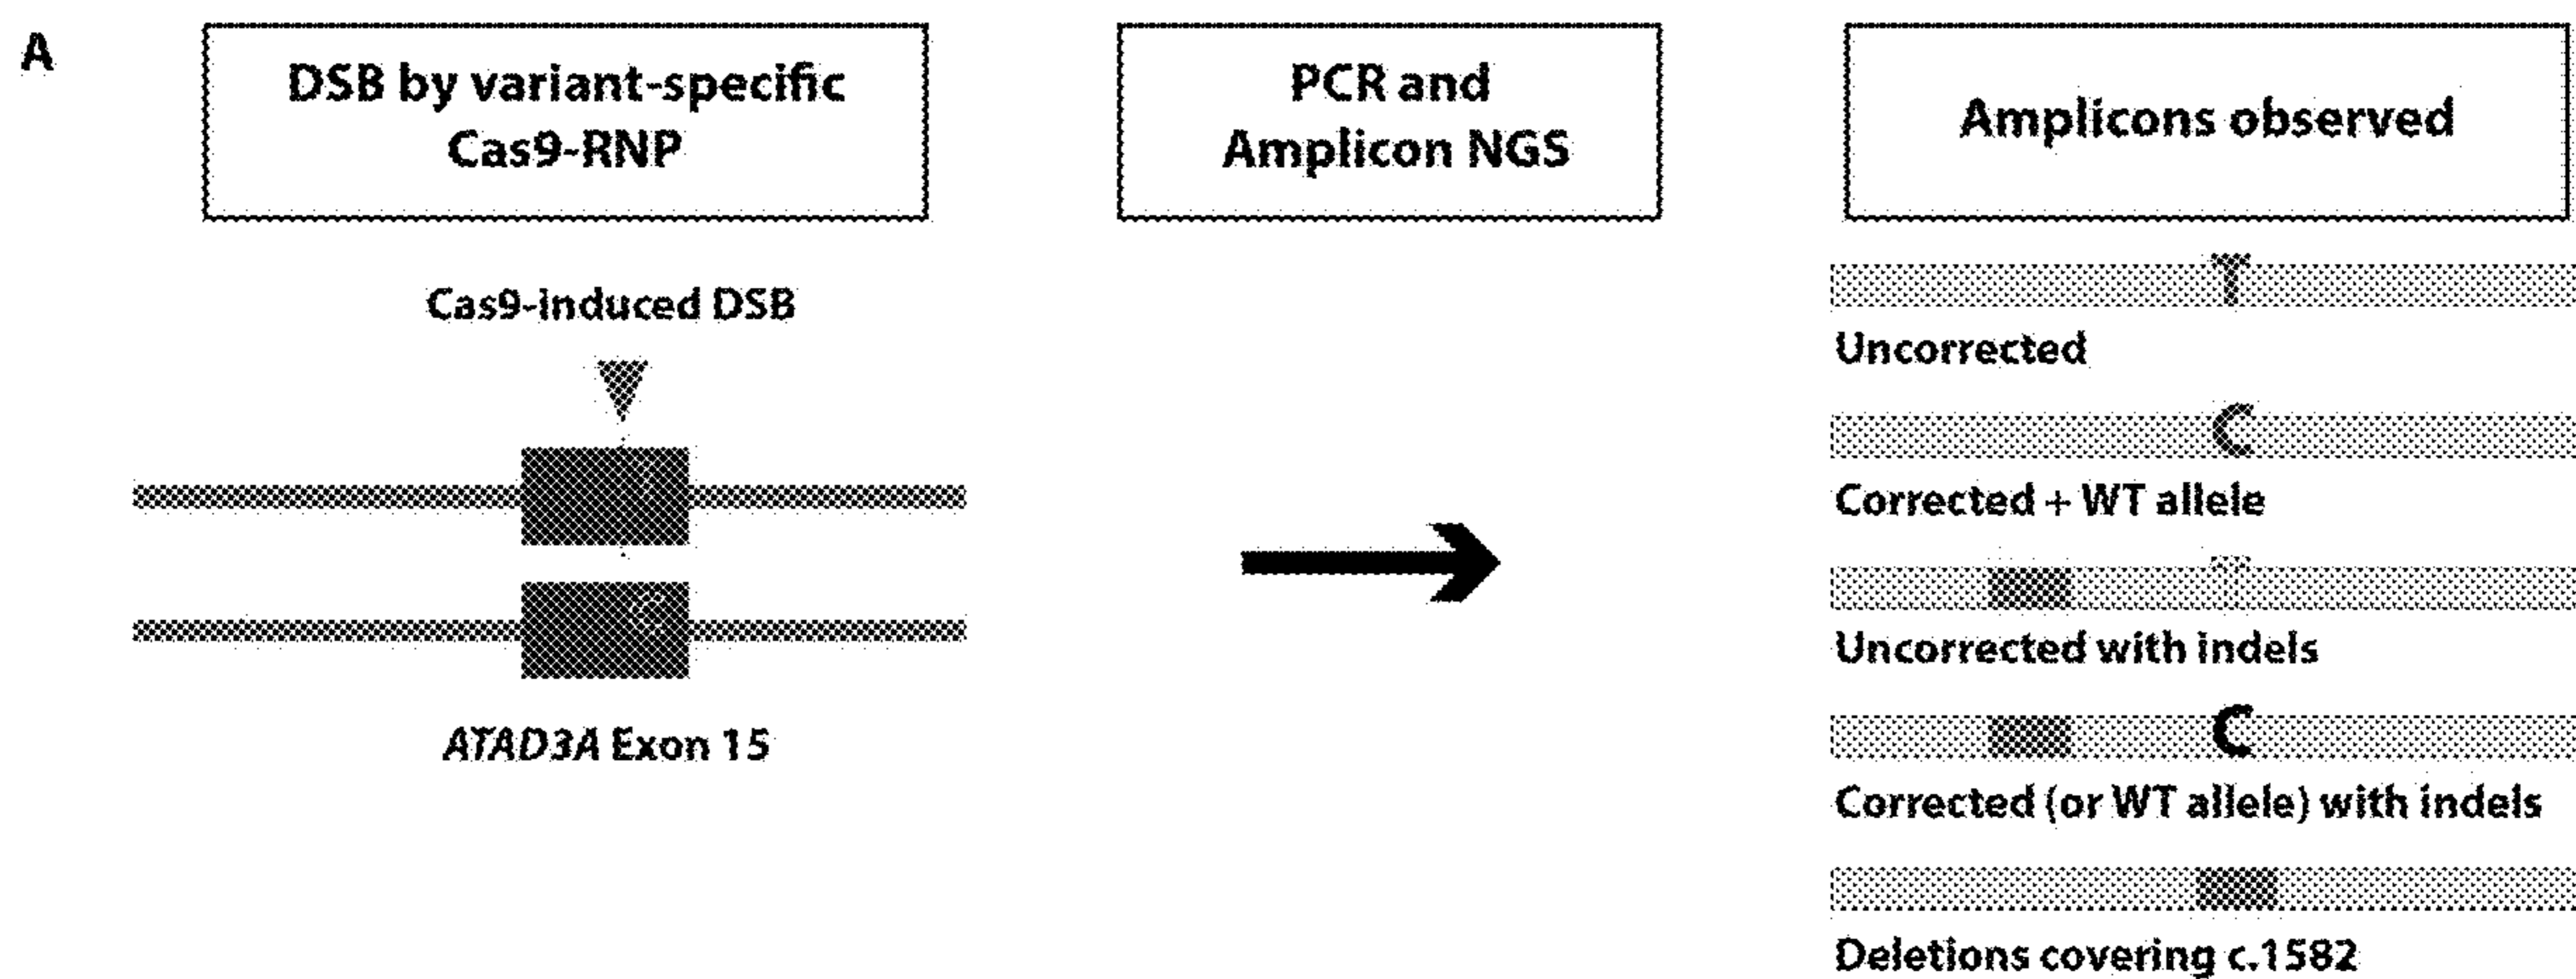 A
DSB by variant-specific
Cas9-RNP
PCR and
Amplicon NGS
Amplicons observed
Cas9-induced DSB
T
C
ATAD3A Exon 15
T
Uncorrected
C
Corrected + WT allele
T
Uncorrected with indels
C
Corrected (or WT allele) with indels
Deletions covering c.1582